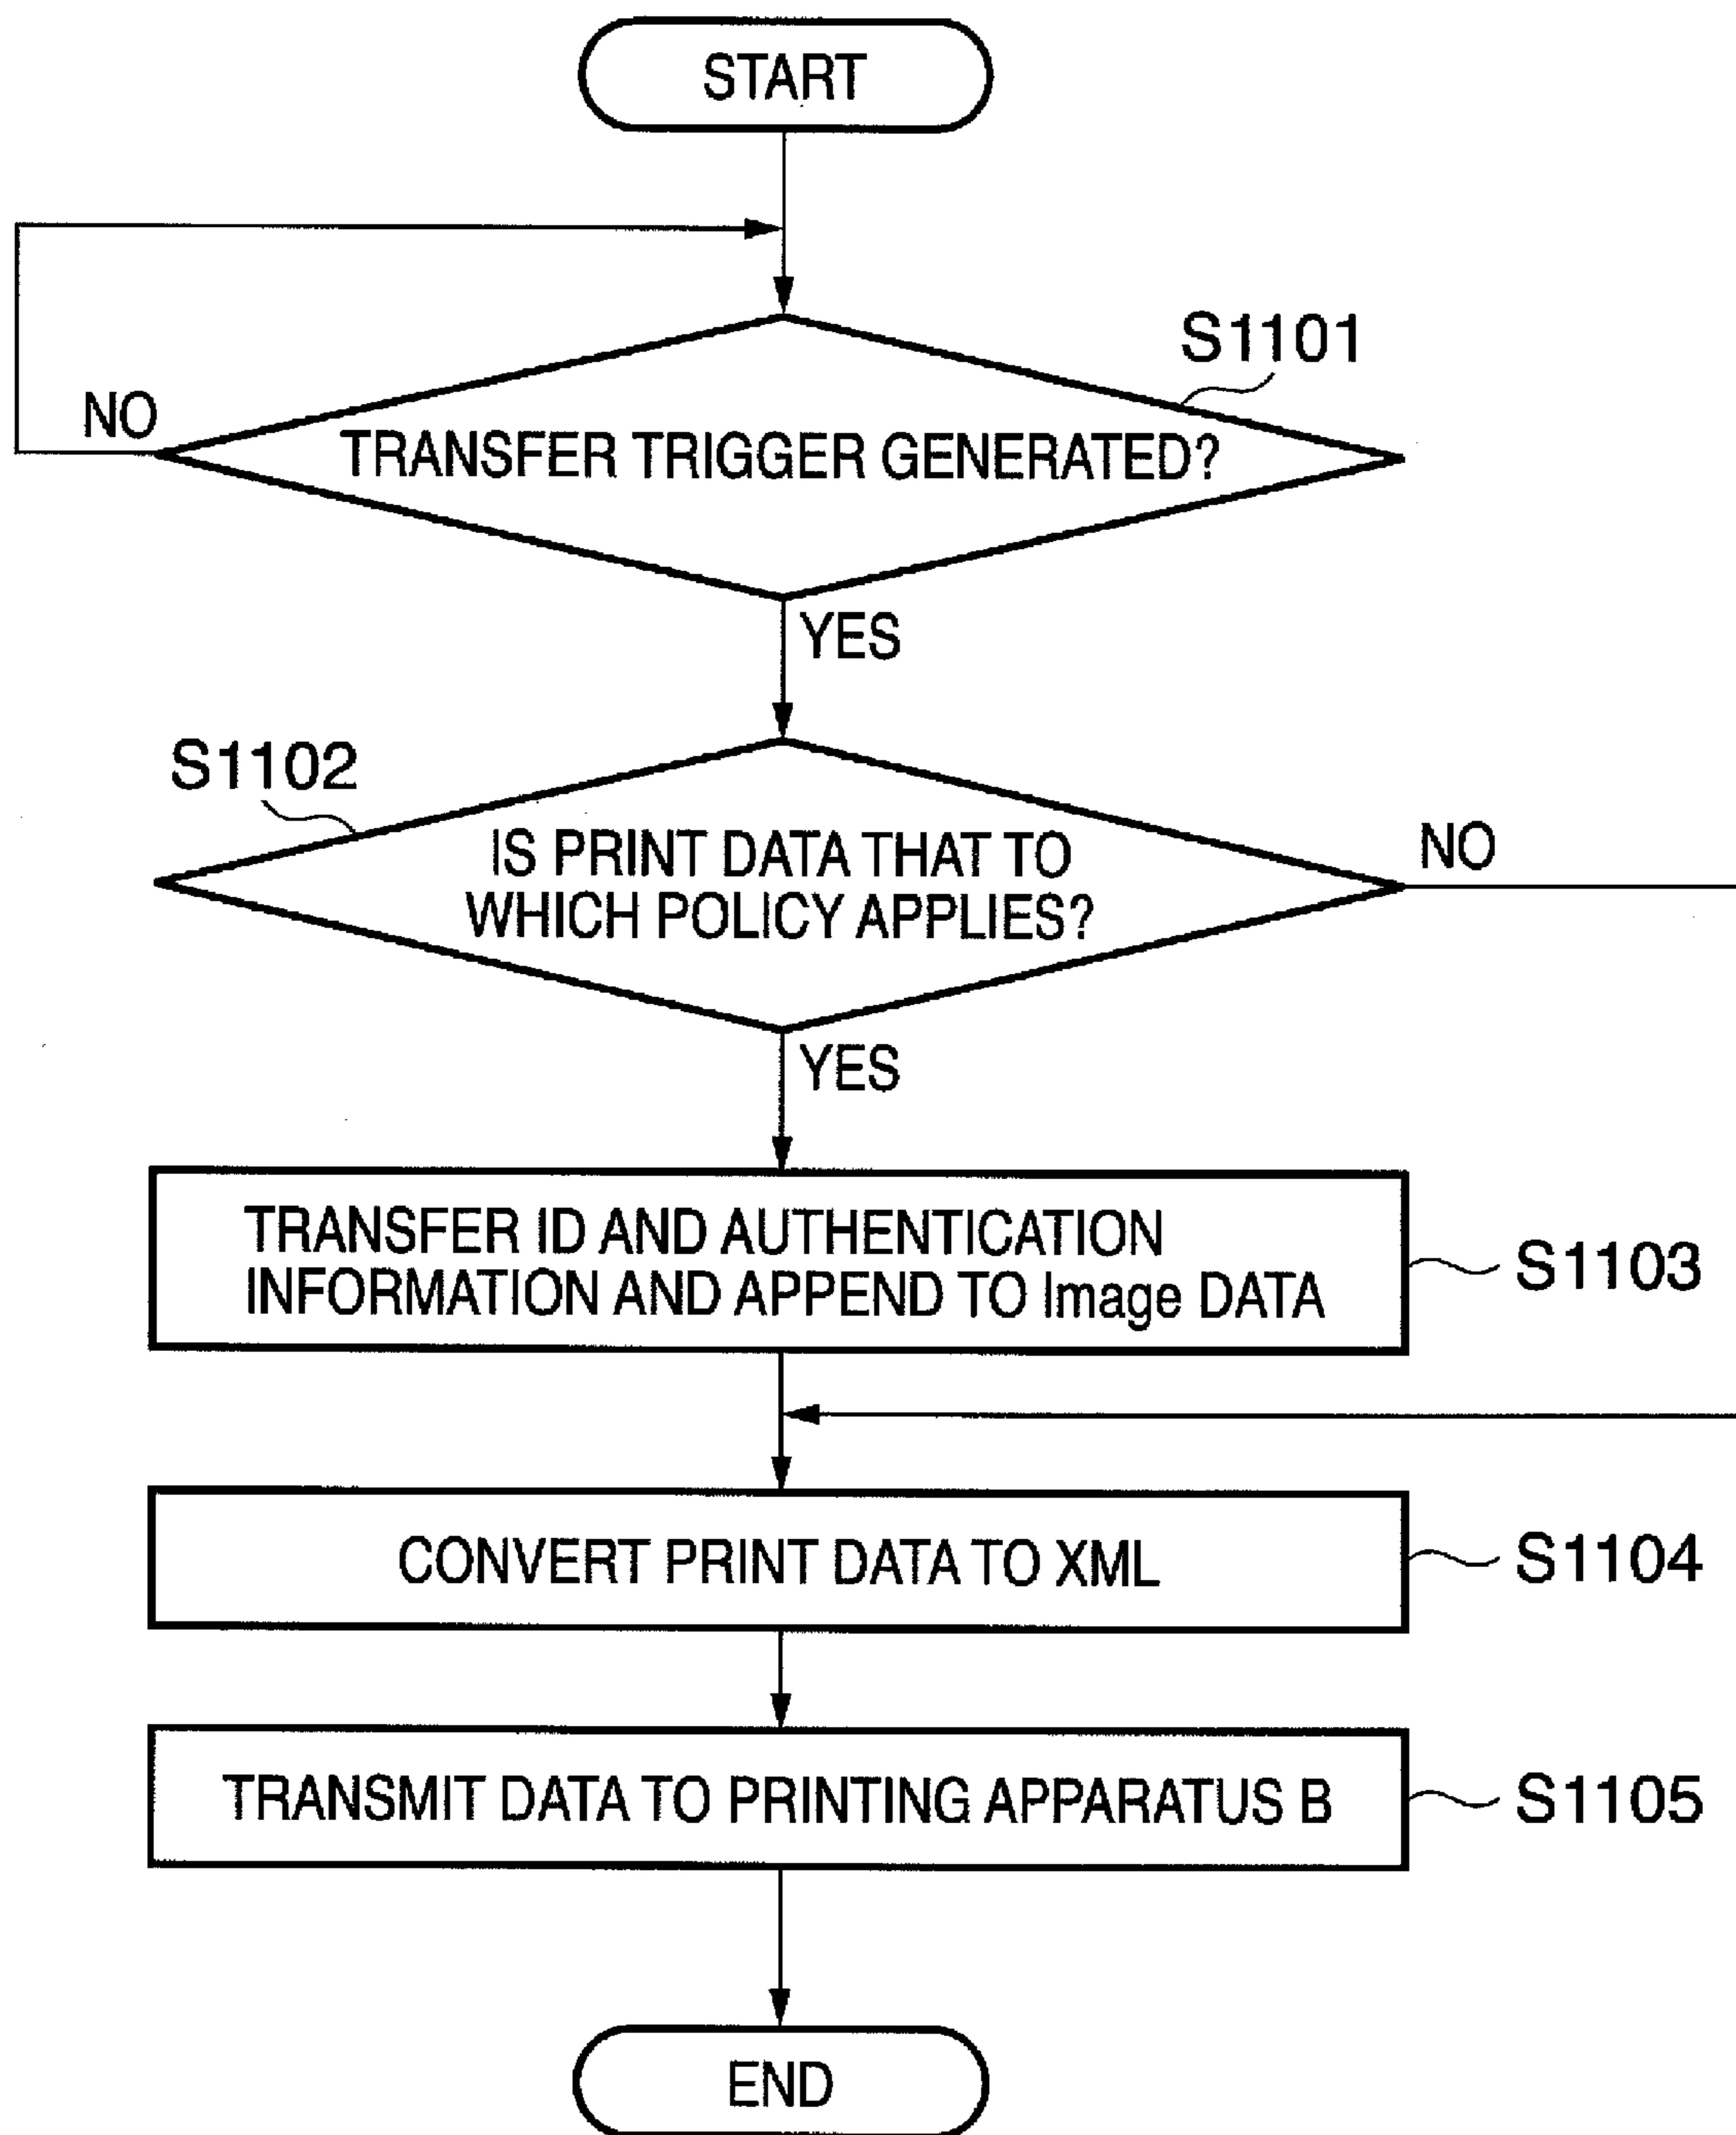 START
S1101
NO
TRANSFER TRIGGER GENERATED?
YES
S1102
NO
IS PRINT DATA THAT TO
WHICH POLICY APPLIES?
YES
TRANSFER ID AND AUTHENTICATION
INFORMATION AND APPEND TO Image DATA
S1103
CONVERT PRINT DATA TO XML
S1104
TRANSMIT DATA TO PRINTING APPARATUS B
S1105
END